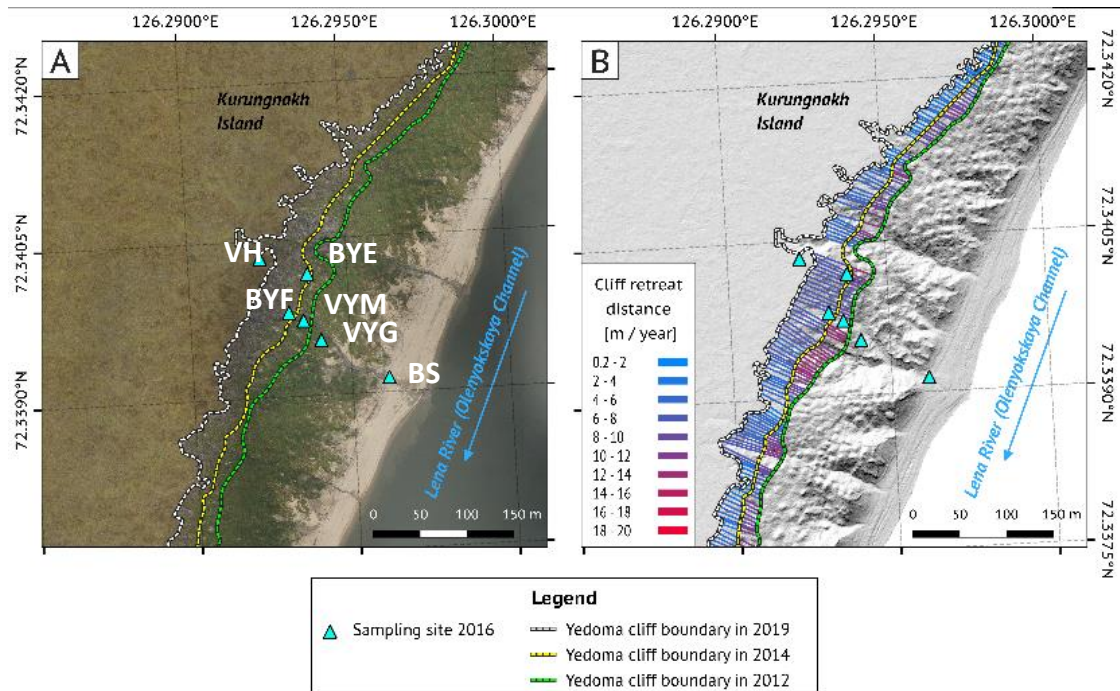 126.2900°E
126.2950°E
126.3000°E
126.2900°E
126.2950°E
126.3000°E
A
B
72.3420°N
72.3405°N
72.3390°N
72.3420°N
72.3405°N
72.3390°N
72.3375°N
Kurungnakh
Island
VH
BYE
BYF
VYM
VYG
BS
Lena River (Olenyokskaya Channel)
0 50 100 150 m
Kurungnakh
Island
Cliff retreat
distance
[m / year]
0.2 - 2
2 - 4
4 - 6
6 - 8
8 - 10
10 - 12
12 - 14
14 - 16
16 - 18
18 - 20
Lena River (Olenyokskaya Channel)
0 50 100 150 m
Legend
Sampling site 2016
Yedoma cliff boundary in 2019
Yedoma cliff boundary in 2014
Yedoma cliff boundary in 2012